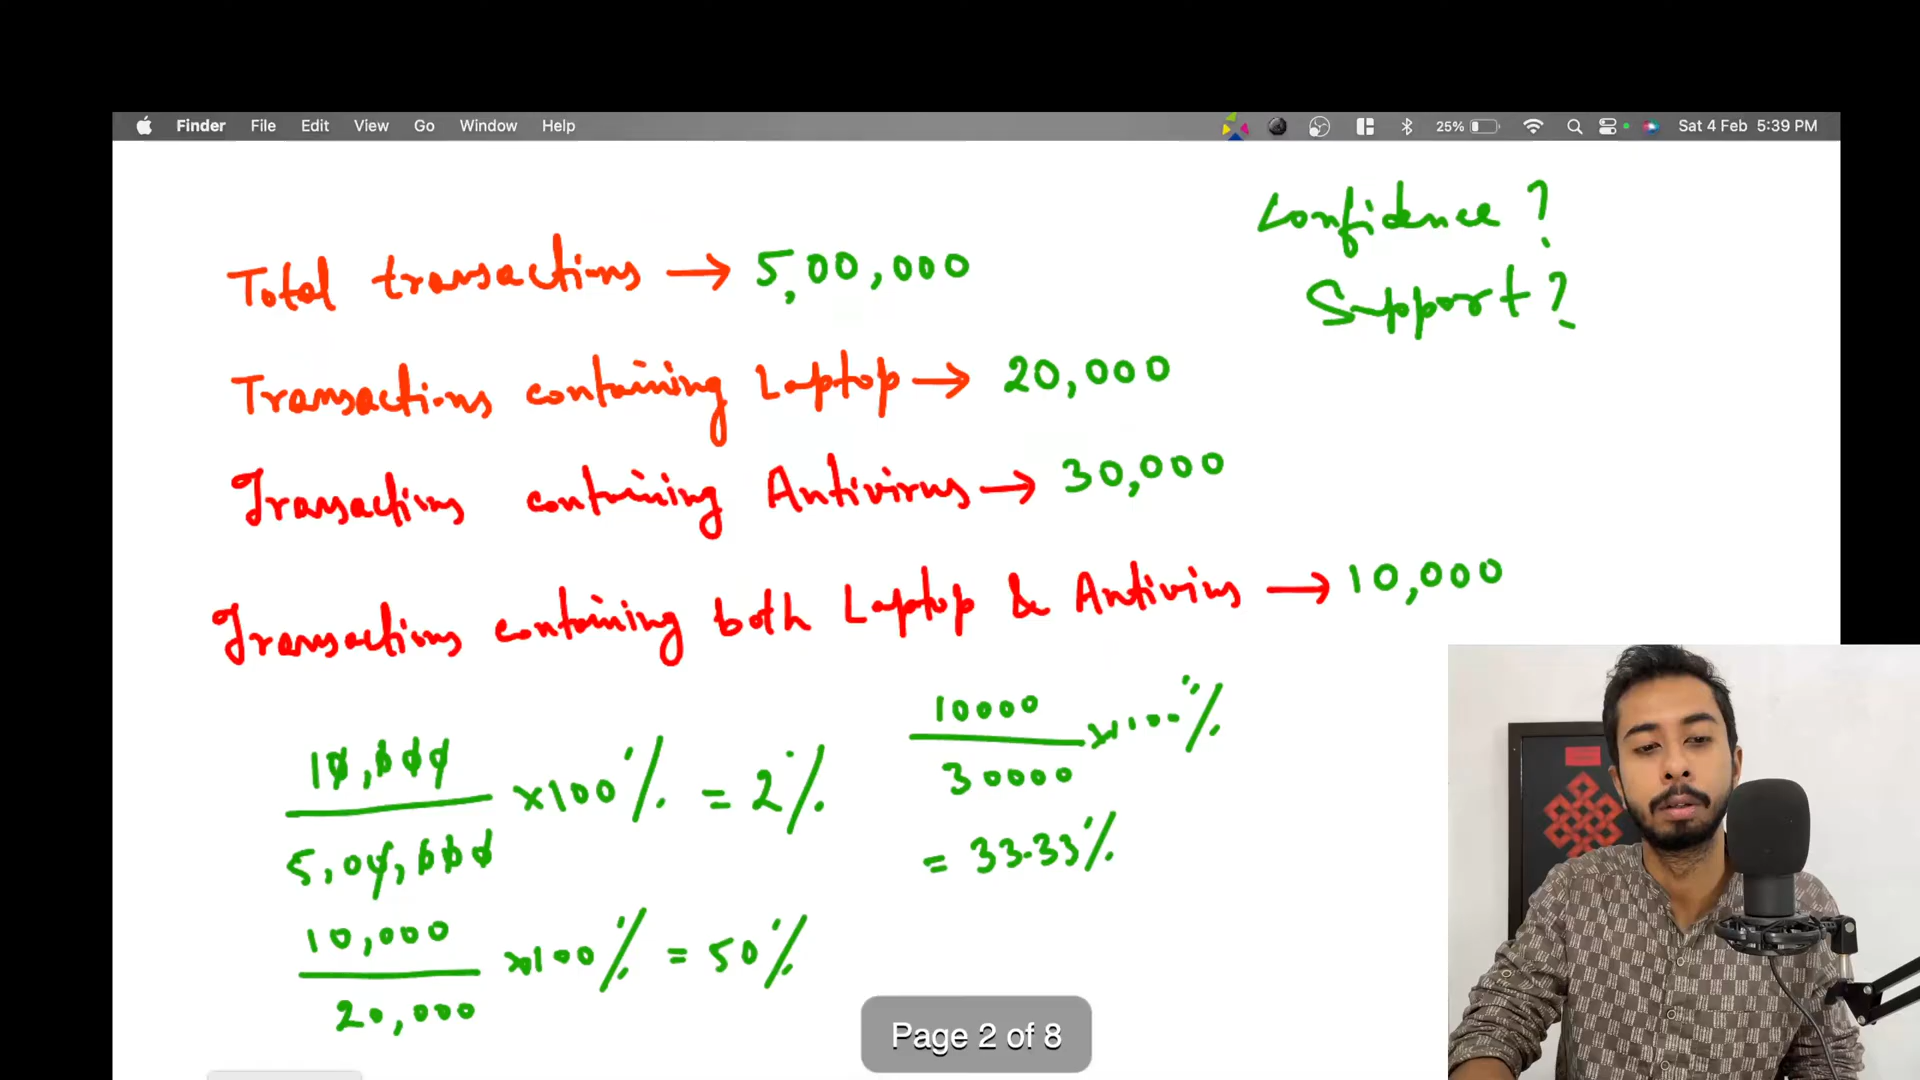 Finder File Edit View Go Window Help 25% Sat 4 Feb 5:39 PM
Confidence?
Support?
Total transactions → 5,00,000
Transactions containing Laptop → 20,000
Transactions containing Antivirus → 30,000
Transactions containing both Laptop & Antivirus → 10,000
10,000 / 5,00,000 x100% = 2%
10000 / 30000 x100%
= 33.33%
10,000 / 20,000 x100% = 50%
Page 2 of 8